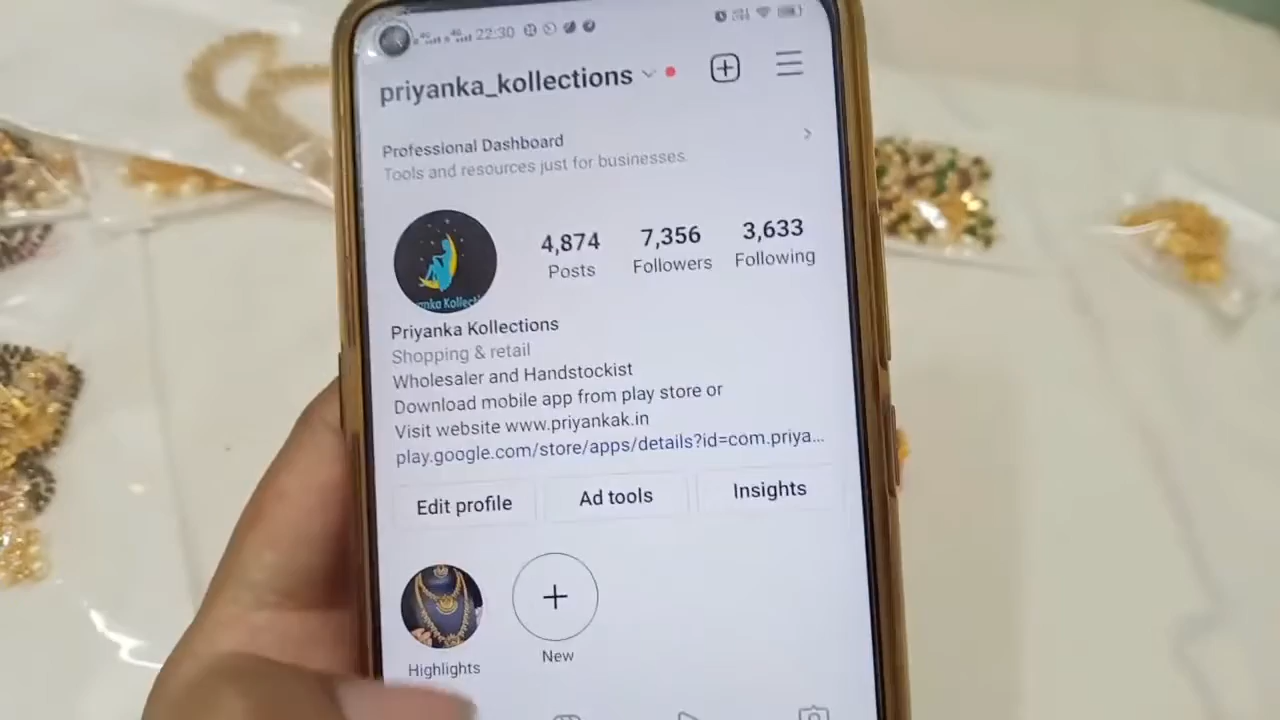 22:30
priyanka_kollections
Professional Dashboard
Tools and resources just for businesses.
4,874 7,356 3,633
Posts Followers Following
Priyanka Kollections
Shopping & retail
Wholesaler and Handstockist
Download mobile app from play store or
Visit website www.priyankak.in
play.google.com/store/apps/details?id=com.priya...
Edit profile Ad tools Insights
Highlights New